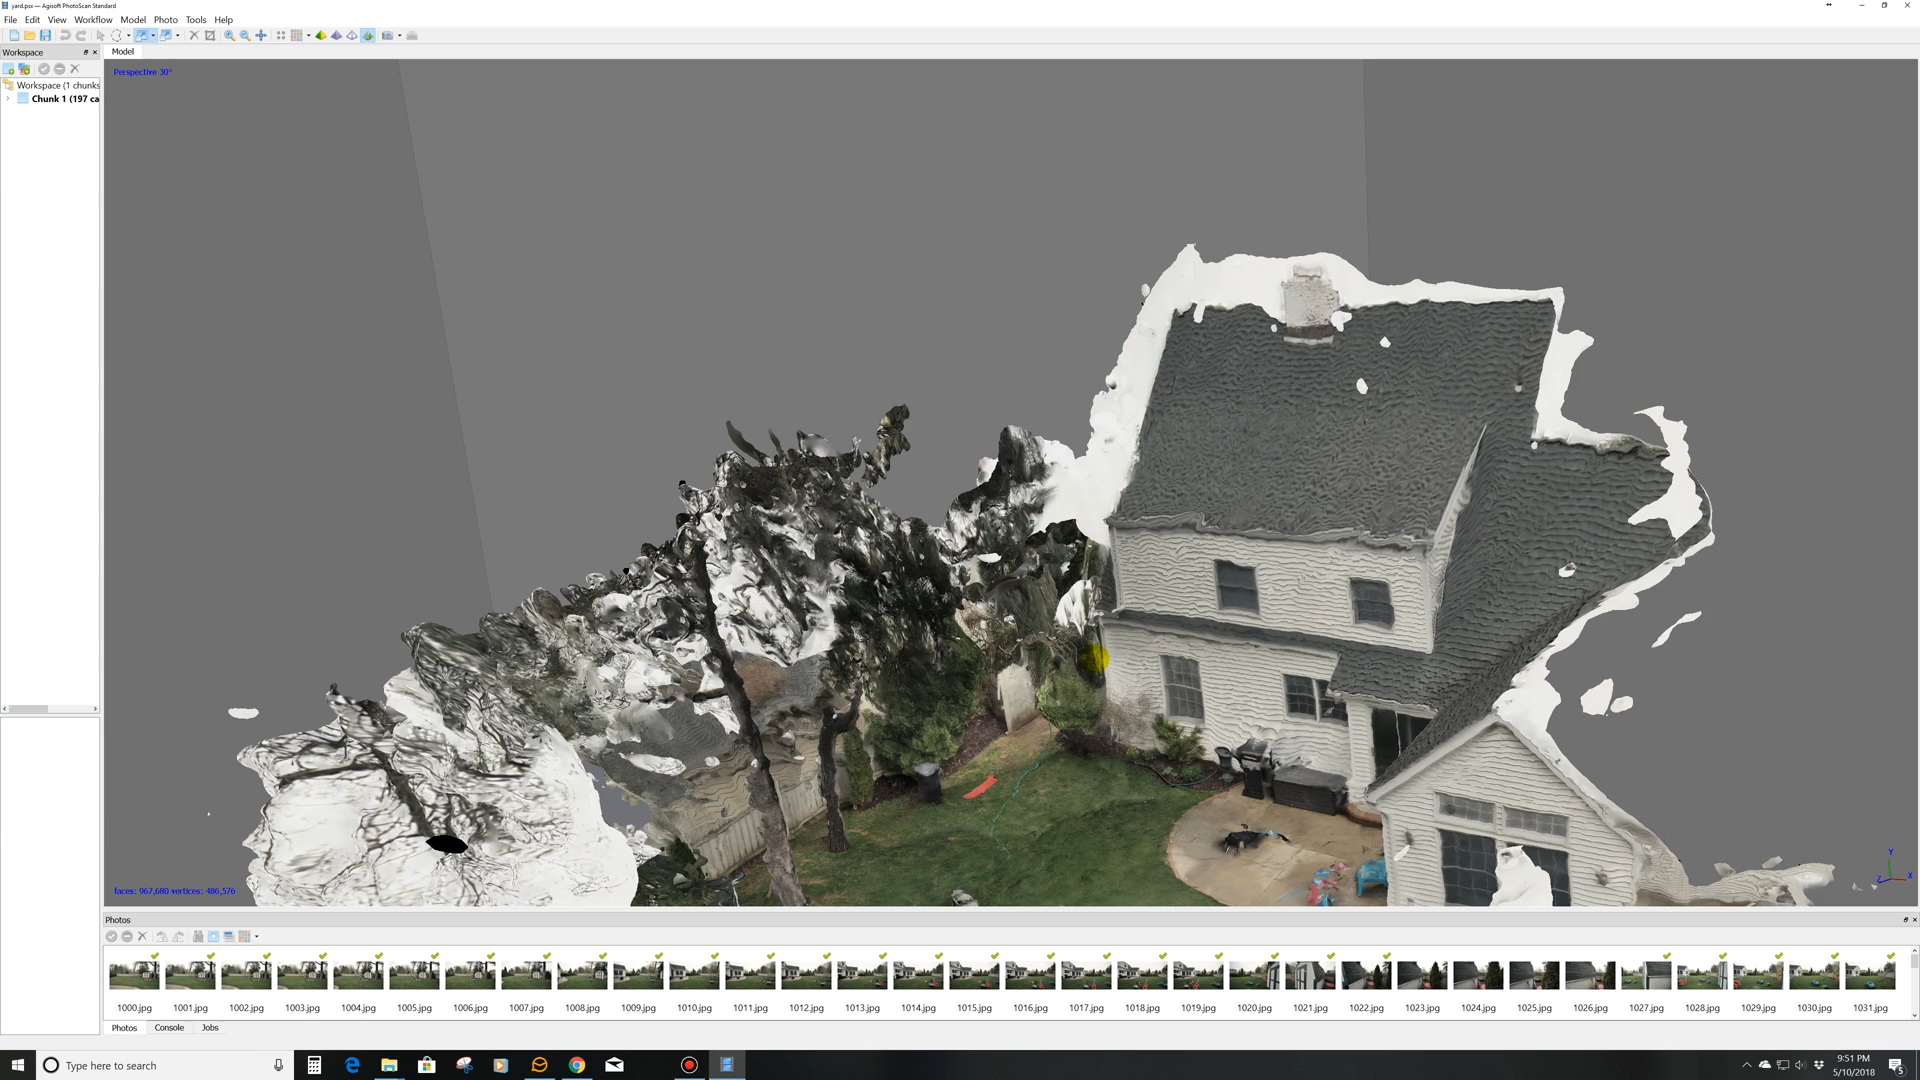 yard.psx — Agisoft PhotoScan Standard
File Edit View Workflow Model Photo Tools Help
Workspace
Model
Workspace (1 chunks
Chunk 1 (197 ca
Perspective 30°
faces: 967,680 vertices: 486,576
Y
Z X
Photos
1000.jpg 1001.jpg 1002.jpg 1003.jpg 1004.jpg 1005.jpg 1006.jpg 1007.jpg 1008.jpg 1009.jpg 1010.jpg 1011.jpg 1012.jpg 1013.jpg 1014.jpg 1015.jpg 1016.jpg 1017.jpg 1018.jpg 1019.jpg 1020.jpg 1021.jpg 1022.jpg 1023.jpg 1024.jpg 1025.jpg 1026.jpg 1027.jpg 1028.jpg 1029.jpg 1030.jpg 1031.jpg
Photos Console Jobs
Type here to search
9:51 PM
5/10/2018
5